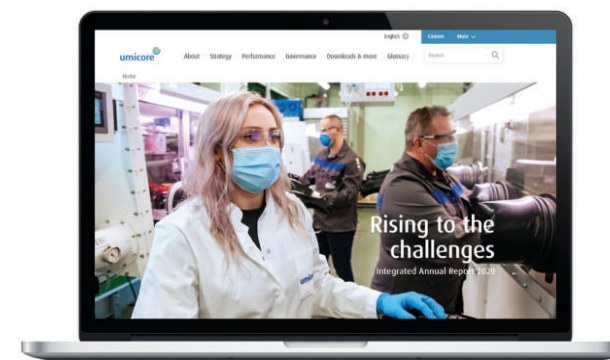 English
Careers More
umicore
About Strategy Performance Governance Downloads & more Glossary
Search
Home
umicore
Rising to the
challenges
Integrated Annual Report 2020